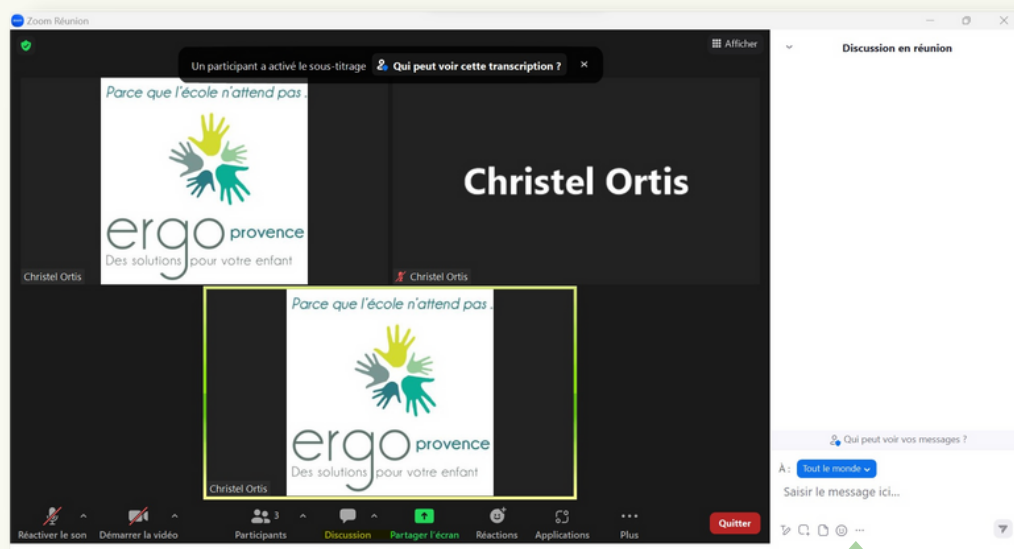 Zoom Réunion
Afficher
Un participant a activé le sous-titrage Qui peut voir cette transcription ?
Parce que l'école n'attend pas .
ergo provence
Des solutions pour votre enfant
Christel Ortis
Christel Ortis
Christel Ortis
Parce que l'école n'attend pas .
ergo provence
Des solutions pour votre enfant
Christel Ortis
Réactiver le son Démarrer la vidéo Participants 3 Discussion Partager l'écran Réactions Applications Plus Quitter
Discussion en réunion
Qui peut voir vos messages ?
À : Tout le monde
Saisir le message ici...